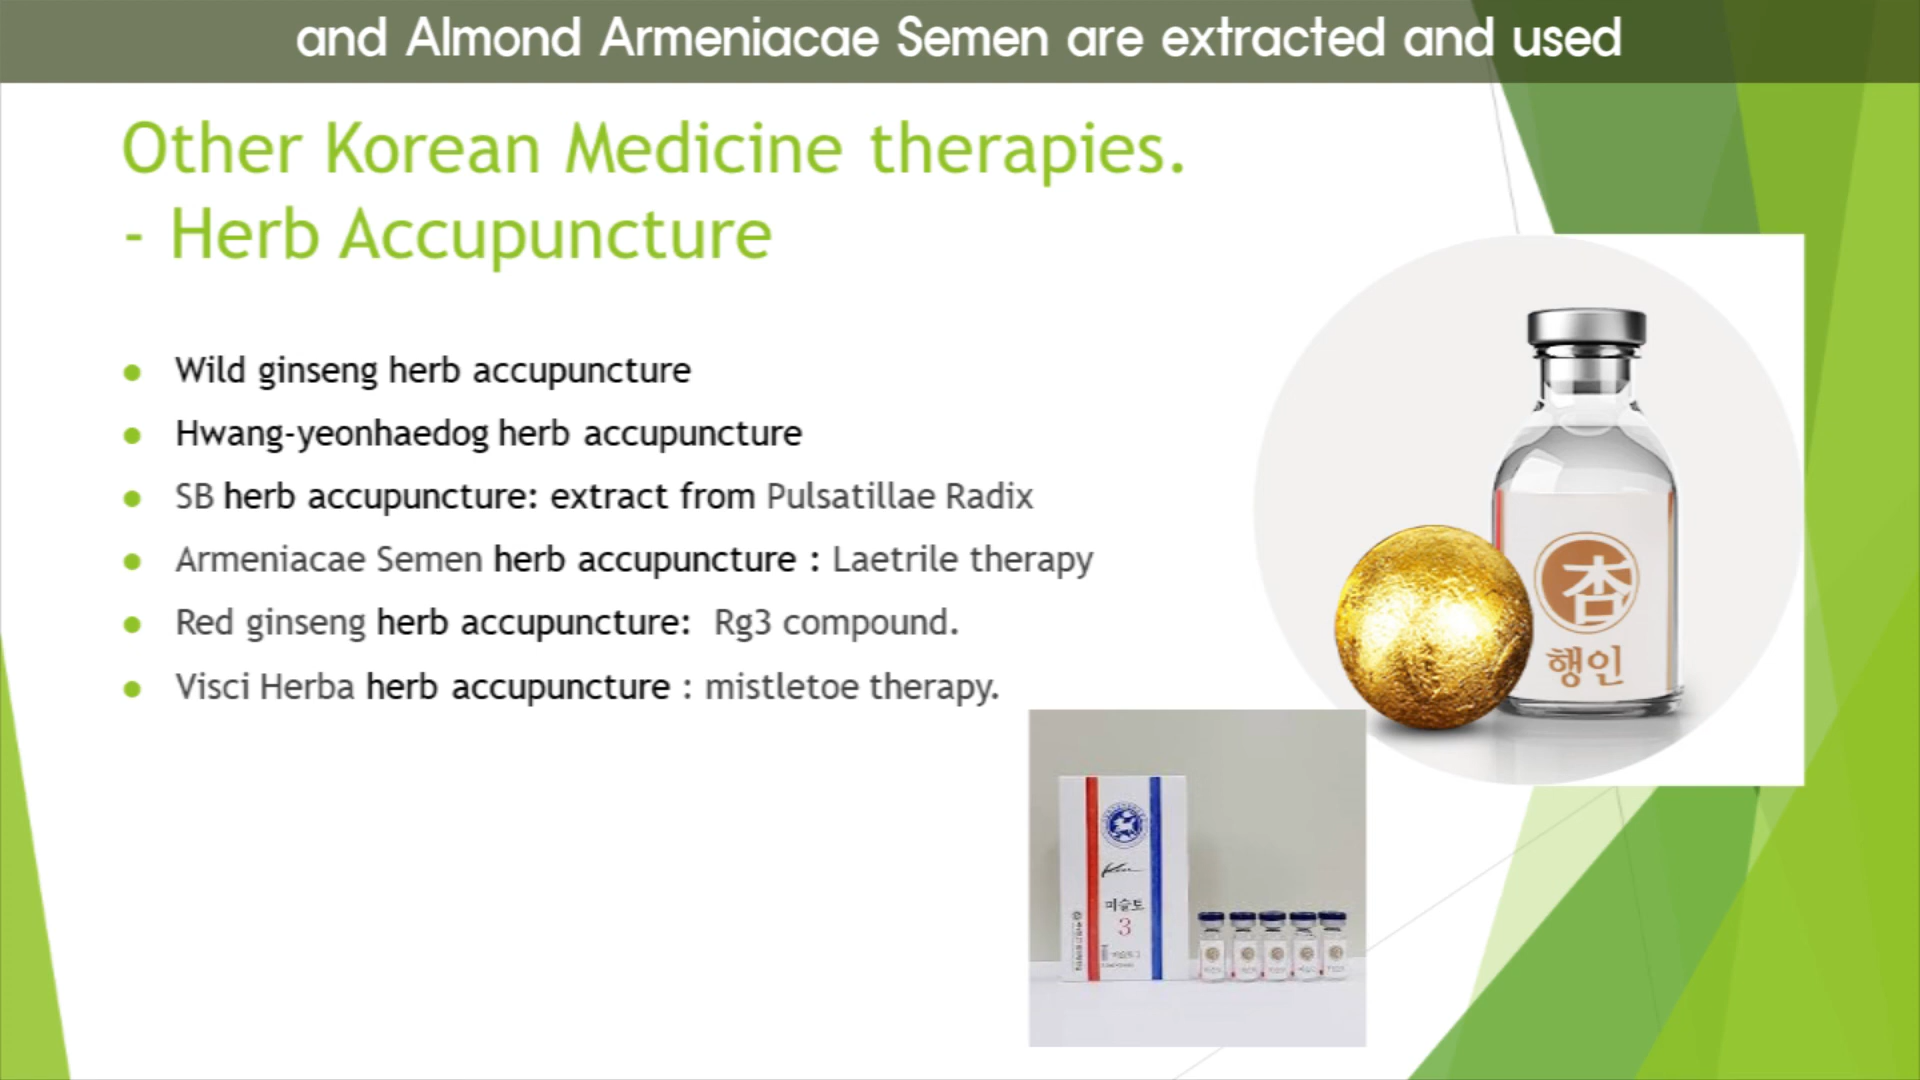 and Almond Armeniacae Semen are extracted and used
Other Korean Medicine therapies.
- Herb Accupuncture
Wild ginseng herb accupuncture
Hwang-yeonhaedog herb accupuncture
SB herb accupuncture: extract from Pulsatillae Radix
Armeniacae Semen herb accupuncture : Laetrile therapy
Red ginseng herb accupuncture: Rg3 compound.
Visci Herba herb accupuncture : mistletoe therapy.
杏
행인
미슬토
3